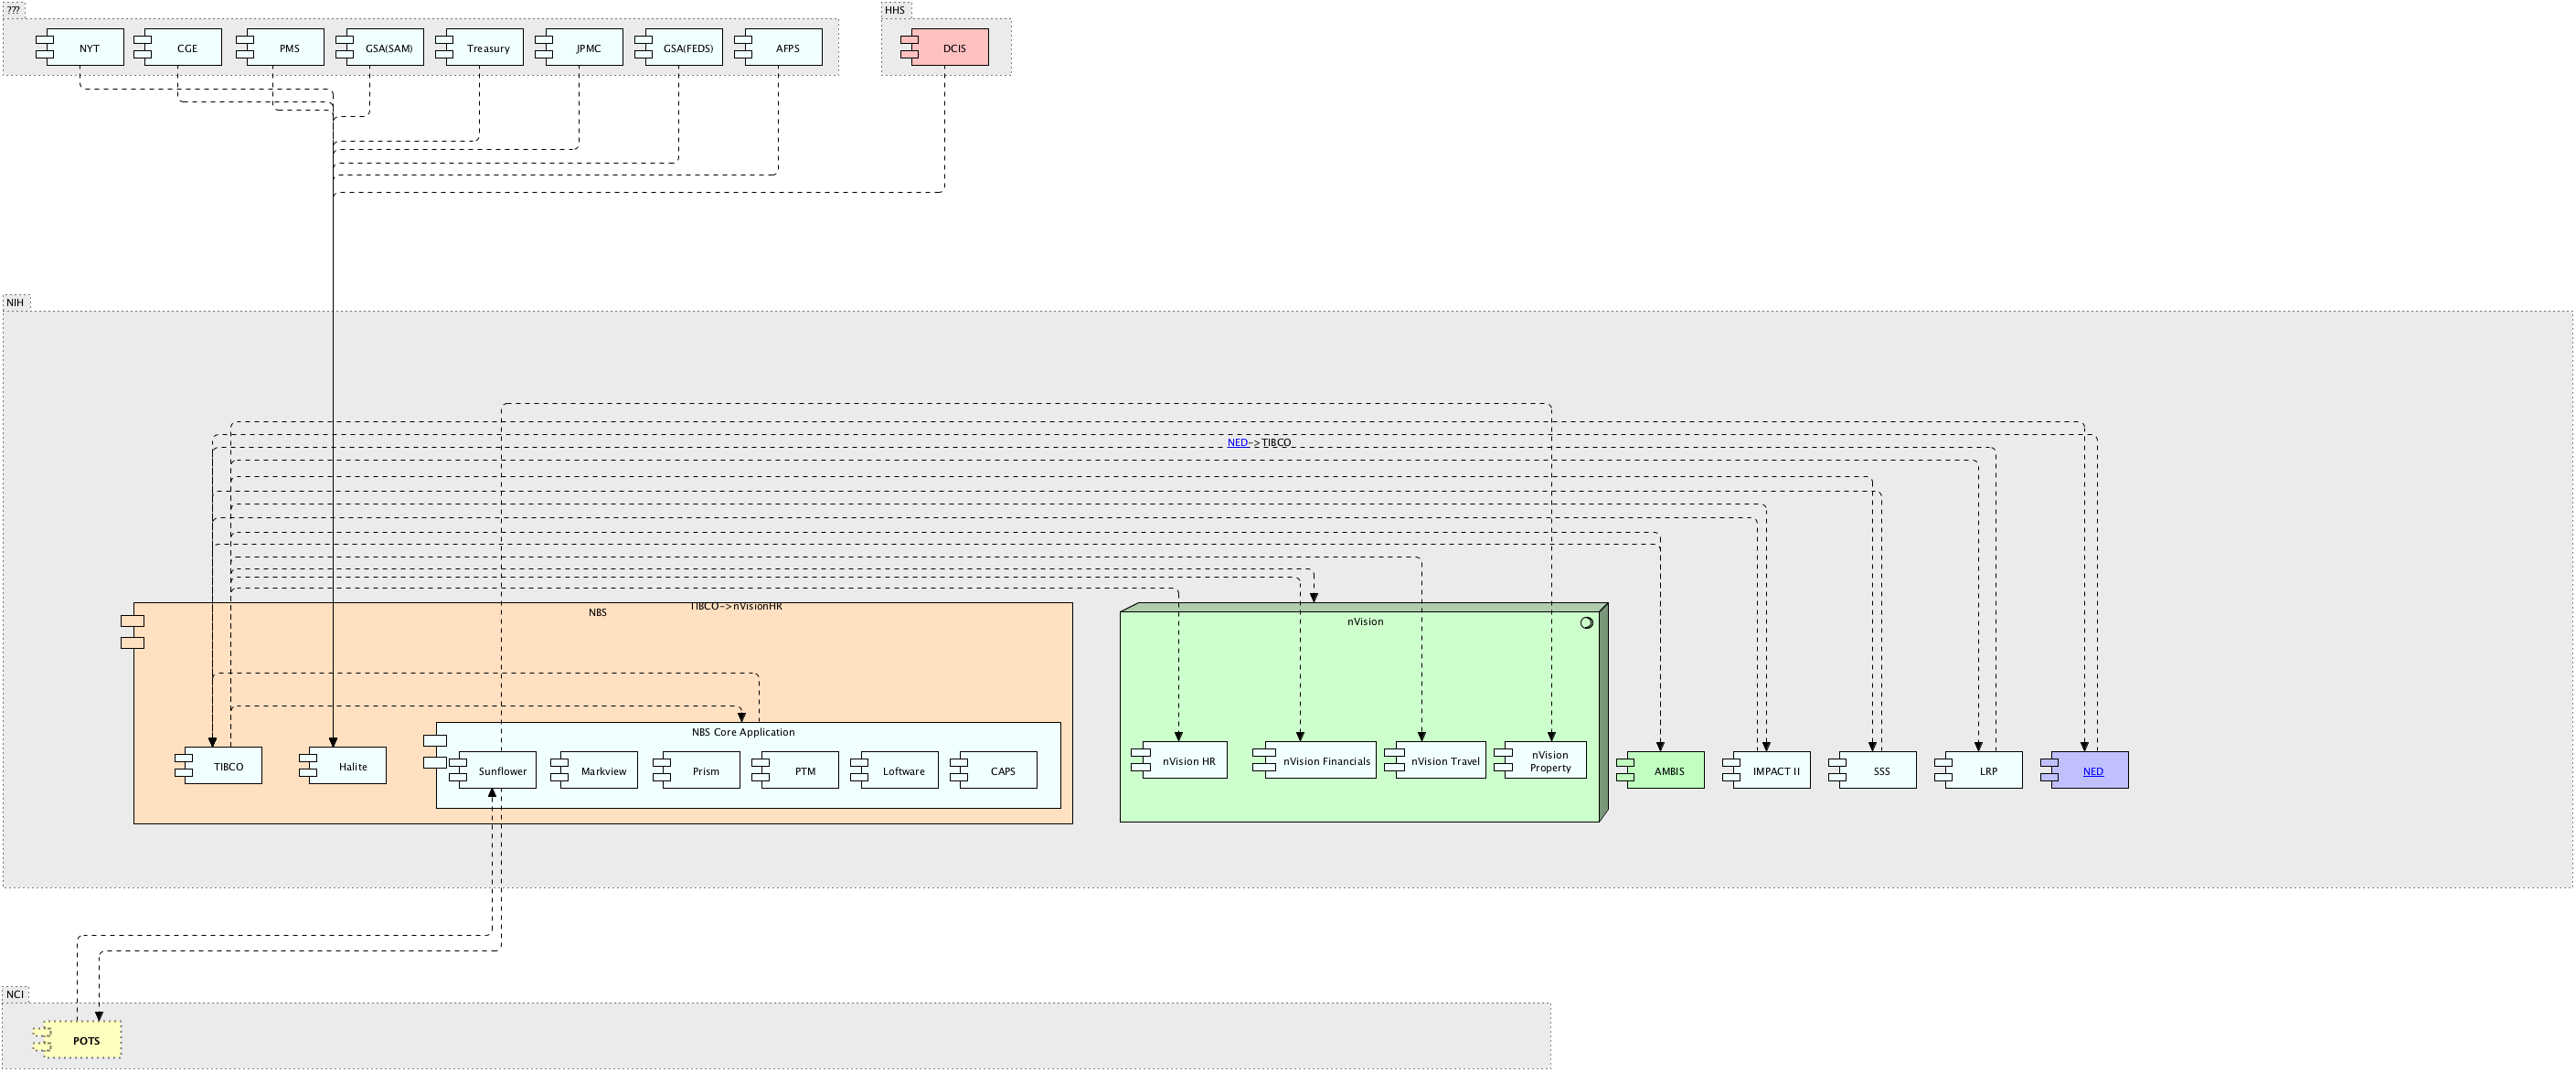 ???
HHS
NYT
CGE
PMS
GSA(SAM)
Treasury
JPMC
GSA(FEDS)
AFPS
DCIS
NIH
NED->TIBCO
TIBCO->nVisionHR
NBS
nVision
NBS Core Application
TIBCO
Halite
Sunflower
Markview
Prism
PTM
Loftware
CAPS
nVision HR
nVision Financials
nVision Travel
nVision
Property
AMBIS
IMPACT II
SSS
LRP
NED
NCI
POTS